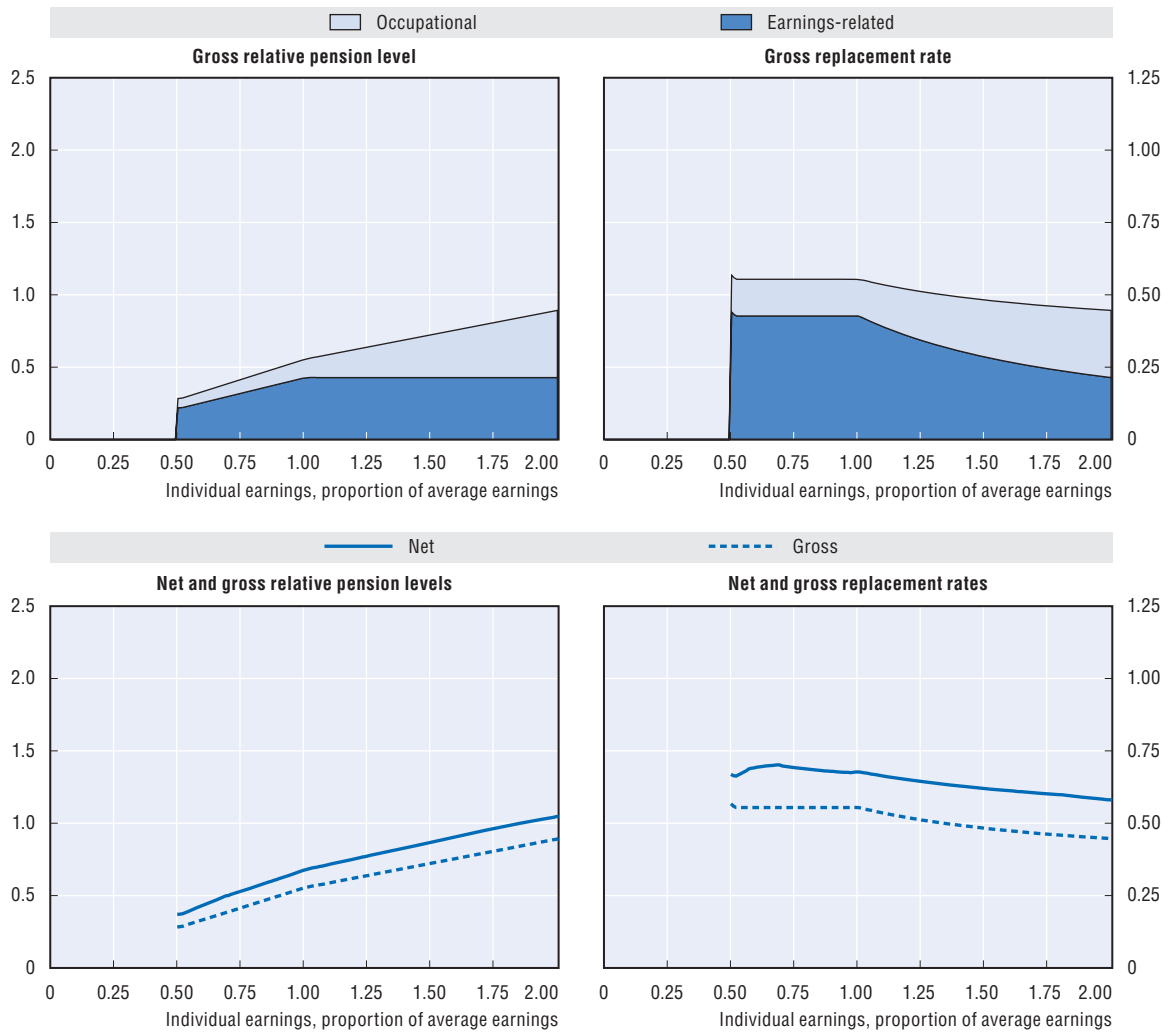 Occupational Earnings-related
Gross relative pension level Gross replacement rate
2.5 1.25
2.0 1.00
1.5 0.75
1.0 0.50
0.5 0.25
0 0
0 0.25 0.50 0.75 1.00 1.25 1.50 1.75 2.00 0 0.25 0.50 0.75 1.00 1.25 1.50 1.75 2.00
Individual earnings, proportion of average earnings Individual earnings, proportion of average earnings
Net Gross
Net and gross relative pension levels Net and gross replacement rates
2.5 1.25
2.0 1.00
1.5 0.75
1.0 0.50
0.5 0.25
0 0
0 0.25 0.50 0.75 1.00 1.25 1.50 1.75 2.00 0 0.25 0.50 0.75 1.00 1.25 1.50 1.75 2.00
Individual earnings, proportion of average earnings Individual earnings, proportion of average earnings